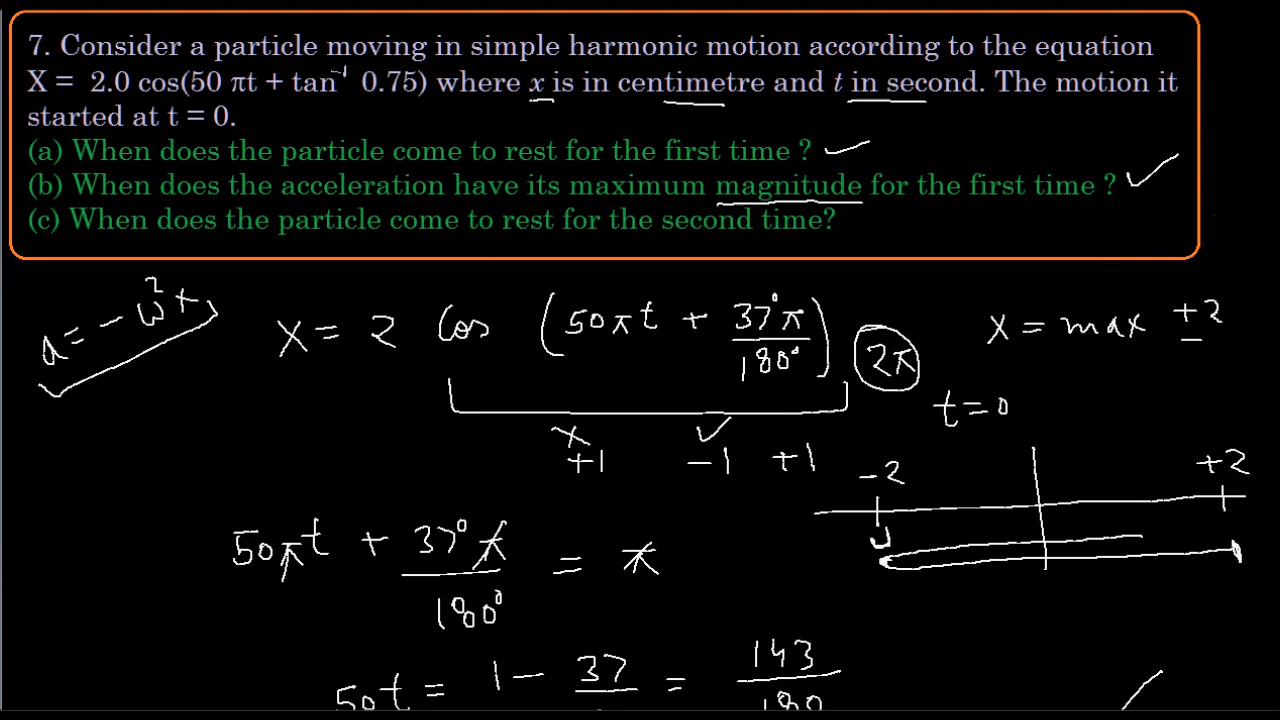 7. Consider a particle moving in simple harmonic motion according to the equation
X = 2.0 cos(50 πt + tan⁻¹ 0.75) where x is in centimetre and t in second. The motion it
started at t = 0.
(a) When does the particle come to rest for the first time ?
(b) When does the acceleration have its maximum magnitude for the first time ?
(c) When does the particle come to rest for the second time?
a = - ω²x
X = 2 cos (50πt + 37°π/180°)
2π
x = max ±2
t=0
+1 -1 +1
-2 +2
50πt + 37°π/180° = π
50t = 1 - 37 = 143/180